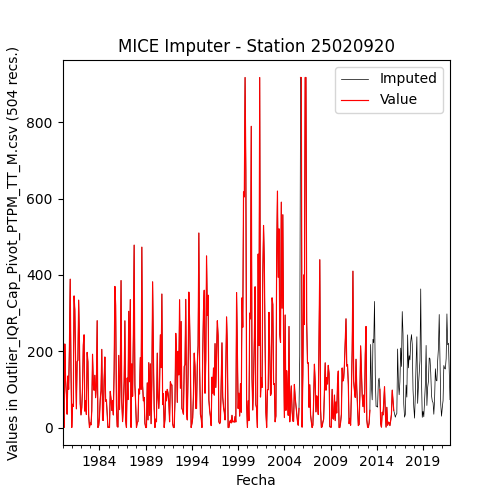 MICE Imputer - Station 25020920
Imputed
Value
Values in Outlier_IQR_Cap_Pivot_PTPM_TT_M.csv (504 recs.)
800
600
400
200
0
1984 1989 1994 1999 2004 2009 2014 2019
Fecha